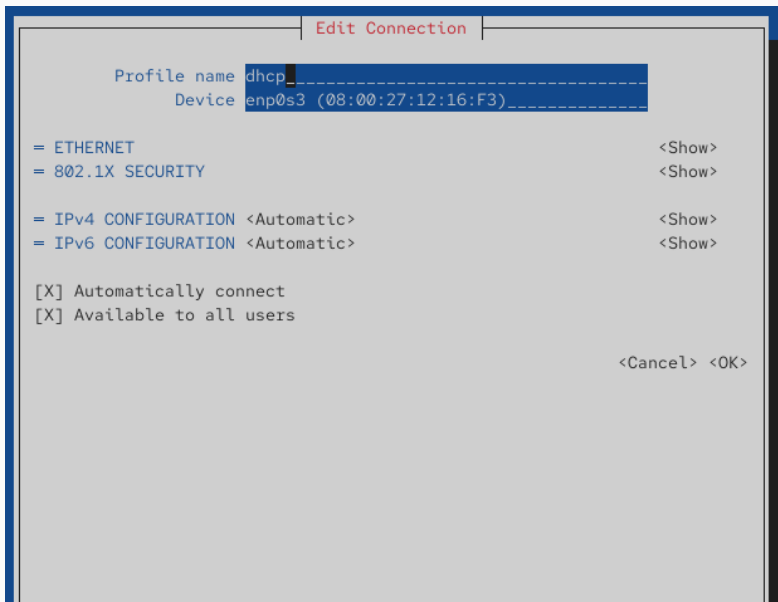 Edit Connection
Profile name dhcp_
Device enp0s3 (08:00:27:12:16:F3)
= ETHERNET <Show>
= 802.1X SECURITY <Show>
= IPv4 CONFIGURATION <Automatic> <Show>
= IPv6 CONFIGURATION <Automatic> <Show>
[X] Automatically connect
[X] Available to all users
<Cancel> <OK>